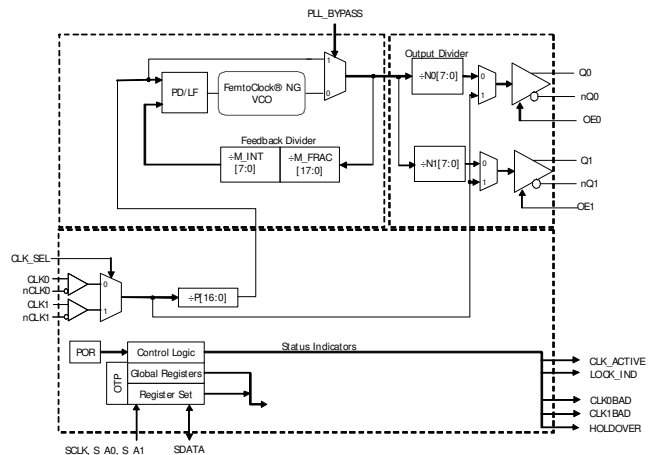 PLL_BYPASS
Output Divider
1
÷N0[7:0]
0
Q0
PD/LF
FemtoClock® NG
VCO
0
1
nQ0
OE0
Feedback Divider
÷M_INT
[7:0]
÷M_FRAC
[17:0]
÷N1[7:0]
0
1
Q1
nQ1
OE1
CLK_SEL
CLK0
nCLK0
0
CLK1
nCLK1
1
÷P[16:0]
POR
Control Logic
Status Indicators
OTP
Global Registers
Register Set
CLK_ACTIVE
LOCK_IND
CLK0BAD
CLK1BAD
HOLDOVER
SCLK, S_A0, S_A1
SDATA